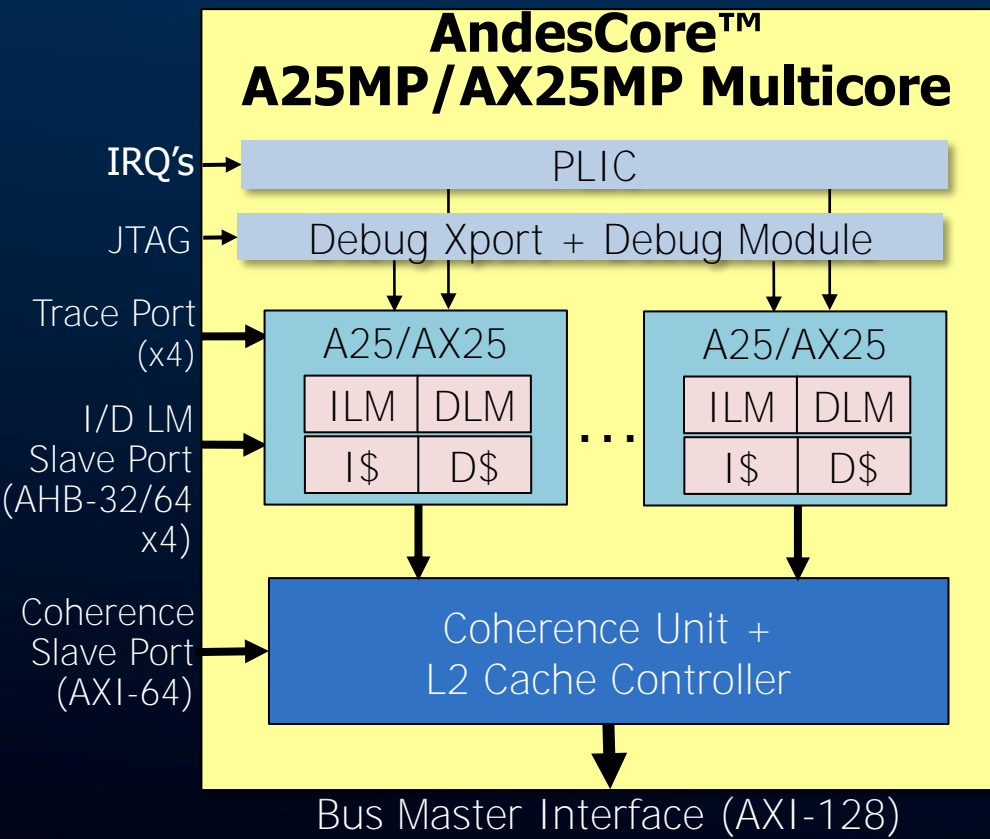 AndesCore™
A25MP/AX25MP Multicore
IRQ's
PLIC
JTAG
Debug Xport + Debug Module
Trace Port
(x4)
A25/AX25
ILM DLM
I$ D$
...
A25/AX25
ILM DLM
I$ D$
I/D LM
Slave Port
(AHB-32/64
x4)
Coherence
Slave Port
(AXI-64)
Coherence Unit +
L2 Cache Controller
Bus Master Interface (AXI-128)